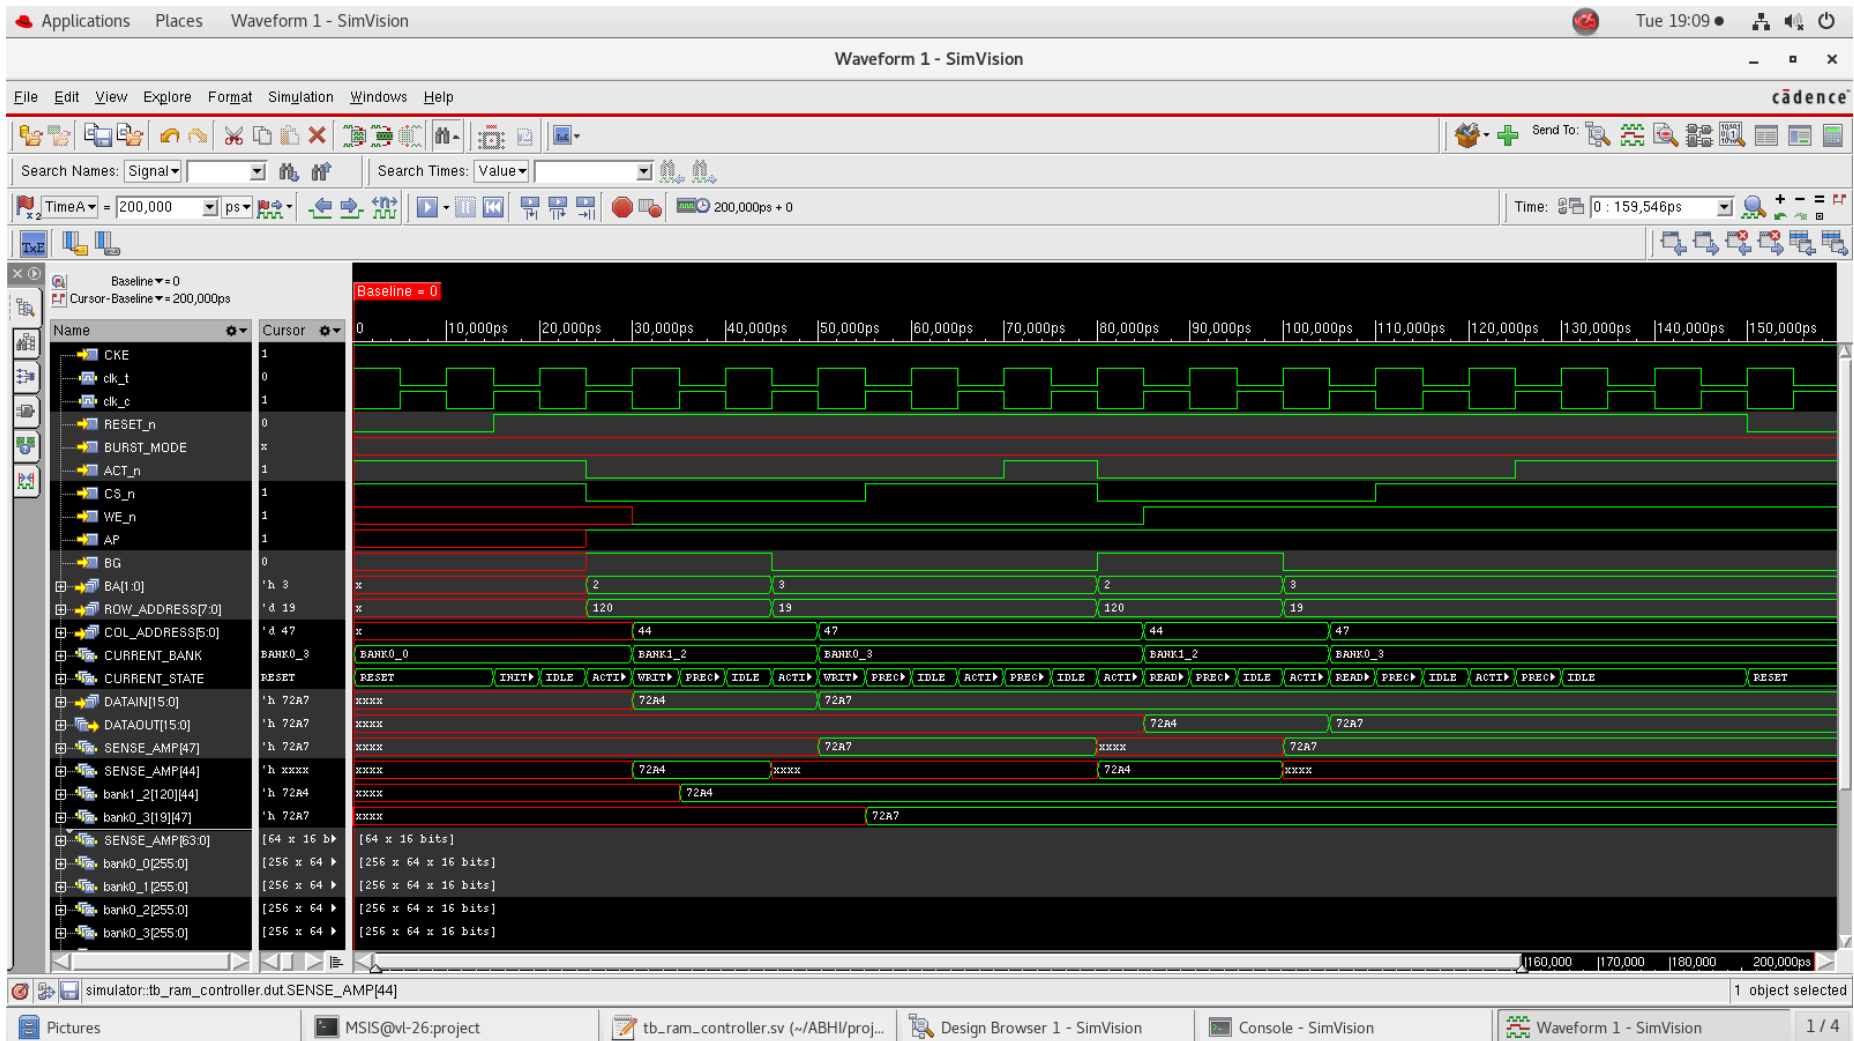 Applications Places Waveform 1 - SimVision Tue 19:09
Waveform 1 - SimVision
File Edit View Explore Format Simulation Windows Help cādence
Send To:
Search Names: Signal Search Times: Value
TimeA = 200,000 ps 200,000ps + 0 Time: 0 : 159,546ps
TxE
Baseline = 0
Cursor-Baseline = 200,000ps
Baseline = 0
Name Cursor 0 10,000ps 20,000ps 30,000ps 40,000ps 50,000ps 60,000ps 70,000ps 80,000ps 90,000ps 100,000ps 110,000ps 120,000ps 130,000ps 140,000ps 150,000ps
CKE 1
clk_t 0
clk_c 1
RESET_n 0
BURST_MODE x
ACT_n 1
CS_n 1
WE_n 1
AP 1
BG 0
BA[1:0] 'h 3 x 2 3 2 3
ROW_ADDRESS[7:0] 'd 19 x 120 19 120 19
COL_ADDRESS[5:0] 'd 47 x 44 47 44 47
CURRENT_BANK BANK0_3 BANK0_0 BANK1_2 BANK0_3 BANK1_2 BANK0_3
CURRENT_STATE RESET RESET INIT IDLE ACTI WRIT PREC IDLE ACTI WRIT PREC IDLE ACTI PREC IDLE ACTI READ PREC IDLE ACTI READ PREC IDLE ACTI PREC IDLE RESET
DATAIN[15:0] 'h 72A7 xxxx 72A4 72A7
DATAOUT[15:0] 'h 72A7 xxxx 72A4 72A7
SENSE_AMP[47] 'h 72A7 xxxx 72A7 xxxx 72A7
SENSE_AMP[44] 'h xxxx xxxx 72A4 xxxx 72A4 xxxx
bank1_2[120][44] 'h 72A4 xxxx 72A4
bank0_3[19][47] 'h 72A7 xxxx 72A7
SENSE_AMP[63:0] [64 x 16 b [64 x 16 bits]
bank0_0[255:0] [256 x 64 [256 x 64 x 16 bits]
bank0_1[255:0] [256 x 64 [256 x 64 x 16 bits]
bank0_2[255:0] [256 x 64 [256 x 64 x 16 bits]
bank0_3[255:0] [256 x 64 [256 x 64 x 16 bits]
160,000 170,000 180,000 200,000ps
simulator::tb_ram_controller.dut.SENSE_AMP[44] 1 object selected
Pictures MSIS@vl-26:project tb_ram_controller.sv (~/ABHI/proj... Design Browser 1 - SimVision Console - SimVision Waveform 1 - SimVision 1 / 4